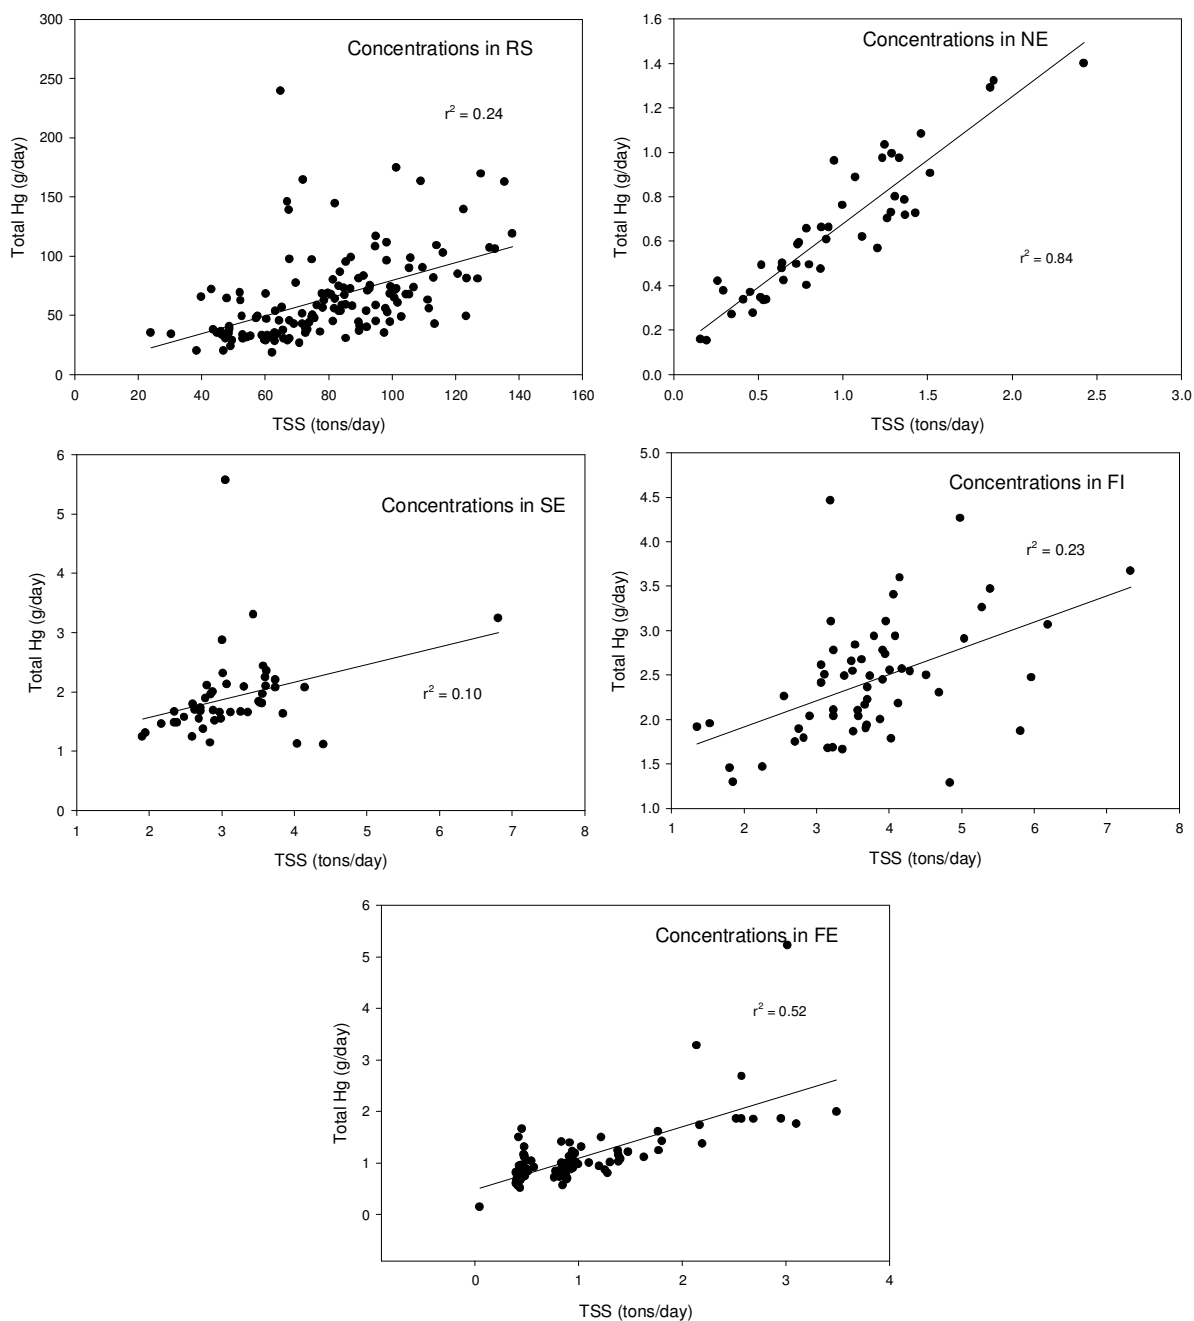 Concentrations in RS
r² = 0.24
Total Hg (g/day)
300
250
200
150
100
50
0
0 20 40 60 80 100 120 140 160
TSS (tons/day)
Concentrations in NE
r² = 0.84
Total Hg (g/day)
1.6
1.4
1.2
1.0
0.8
0.6
0.4
0.2
0.0
0.0 0.5 1.0 1.5 2.0 2.5 3.0
TSS (tons/day)
Concentrations in SE
r² = 0.10
Total Hg (g/day)
6
5
4
3
2
1
0
1 2 3 4 5 6 7 8
TSS (tons/day)
Concentrations in FI
r² = 0.23
Total Hg (g/day)
5.0
4.5
4.0
3.5
3.0
2.5
2.0
1.5
1.0
1 2 3 4 5 6 7 8
TSS (tons/day)
Concentrations in FE
r² = 0.52
Total Hg (g/day)
6
5
4
3
2
1
0
0 1 2 3 4
TSS (tons/day)